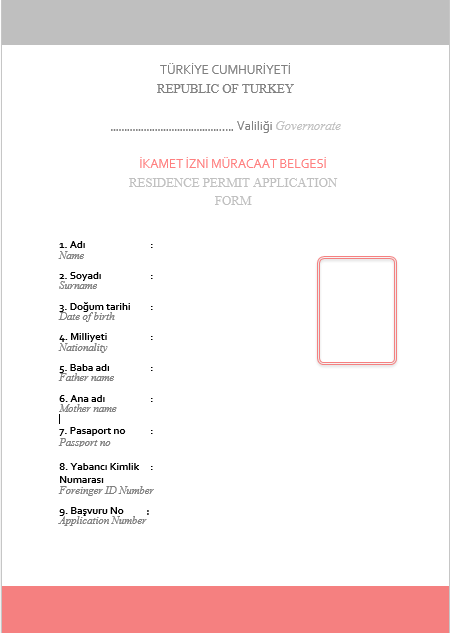 TÜRKİYE CUMHURİYETİ
REPUBLIC OF TURKEY
........................................... Valiliği Governorate
İKAMET İZNİ MÜRACAAT BELGESİ
RESIDENCE PERMIT APPLICATION
FORM
1. Adı :
Name
2. Soyadı :
Surname
3. Doğum tarihi :
Date of birth
4. Milliyeti :
Nationality
5. Baba adı :
Father name
6. Ana adı :
Mother name
7. Pasaport no :
Passport no
8. Yabancı Kimlik :
Numarası
Foreinger ID Number
9. Başvuru No :
Application Number